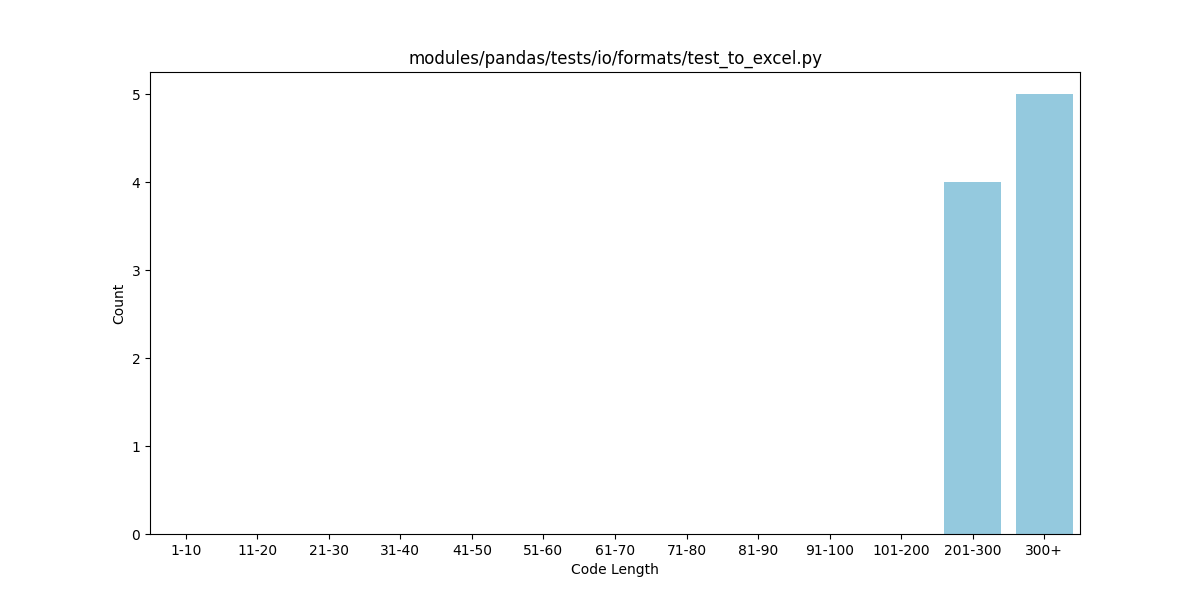 modules/pandas/tests/io/formats/test_to_excel.py
5
4
3
2
1
0
Count
1-10 11-20 21-30 31-40 41-50 51-60 61-70 71-80 81-90 91-100 101-200 201-300 300+
Code Length